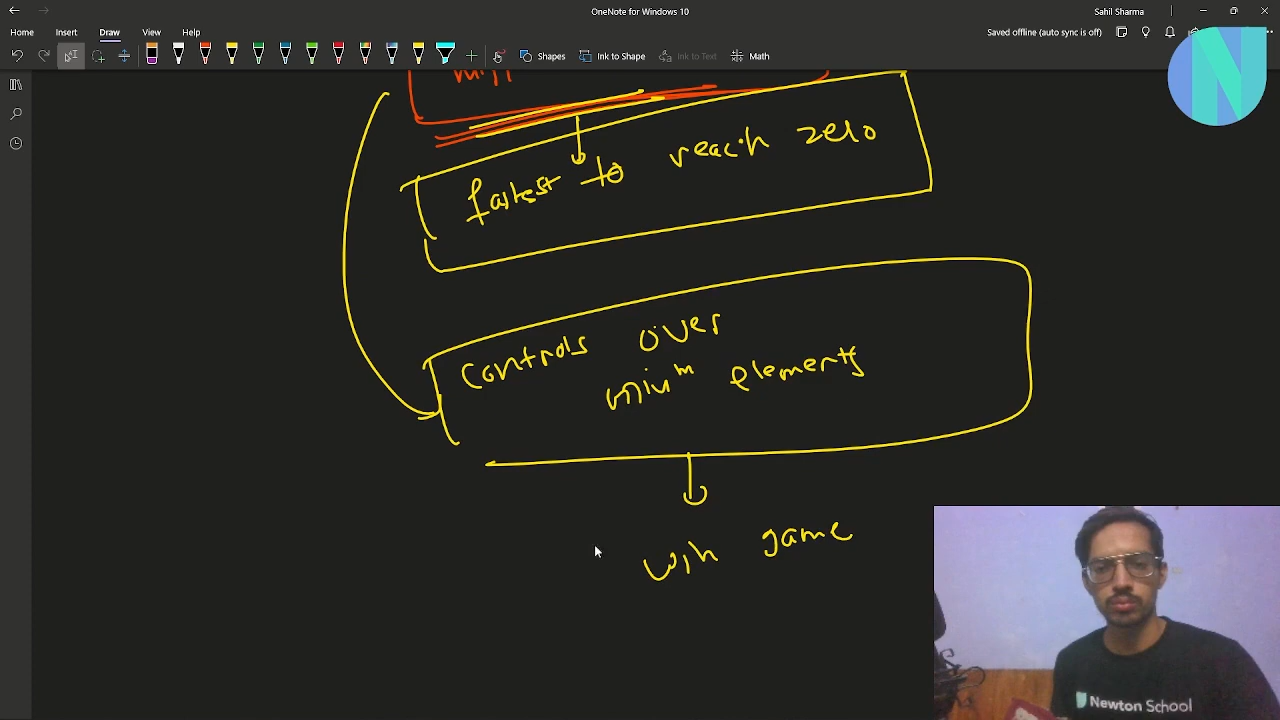 OneNote for Windows 10
Sahil Sharma
Home Insert Draw View Help
Saved offline (auto sync is off)
Shapes Ink to Shape Ink to Text Math
fastest to reach zero
controls over
elements
win game
Newton School